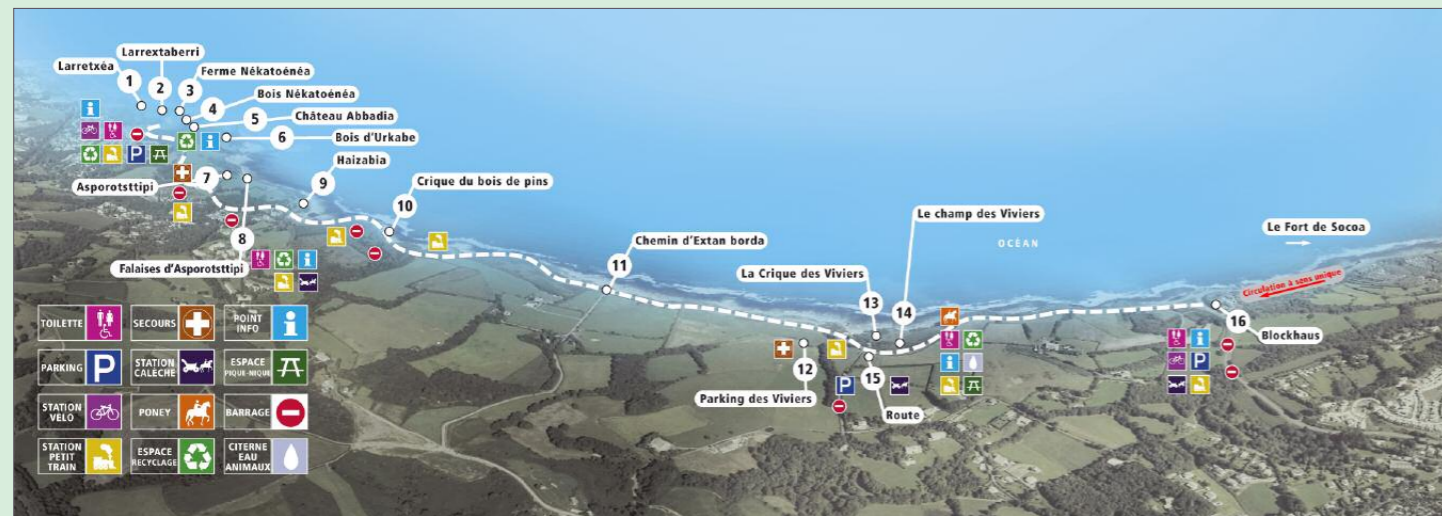 Larretxéa
Larrextaberri
Ferme Nékatoénéa
Bois Nékatoénéa
Château Abbadia
Bois d'Urkabe
Haizabia
Crique du bois de pins
1
2
3
4
5
6
7
8
9
10
Asporotsttipi
Falaises d'Asporotsttipi
Chemin d'Extan borda
11
La Crique des Viviers
Le champ des Viviers
OCÉAN
Le Fort de Socoa
Circulation à sens unique
13
14
12
15
16
Parking des Viviers
Route
Blockhaus
P
P
P
TOILETTE
SECOURS
POINT
INFO
PARKING
P
STATION
CALÈCHE
ESPACE
PIQUE-NIQUE
STATION
VÉLO
PONEY
BARRAGE
STATION
PETIT
TRAIN
ESPACE
RECYCLAGE
CITERNE
EAU
ANIMAUX